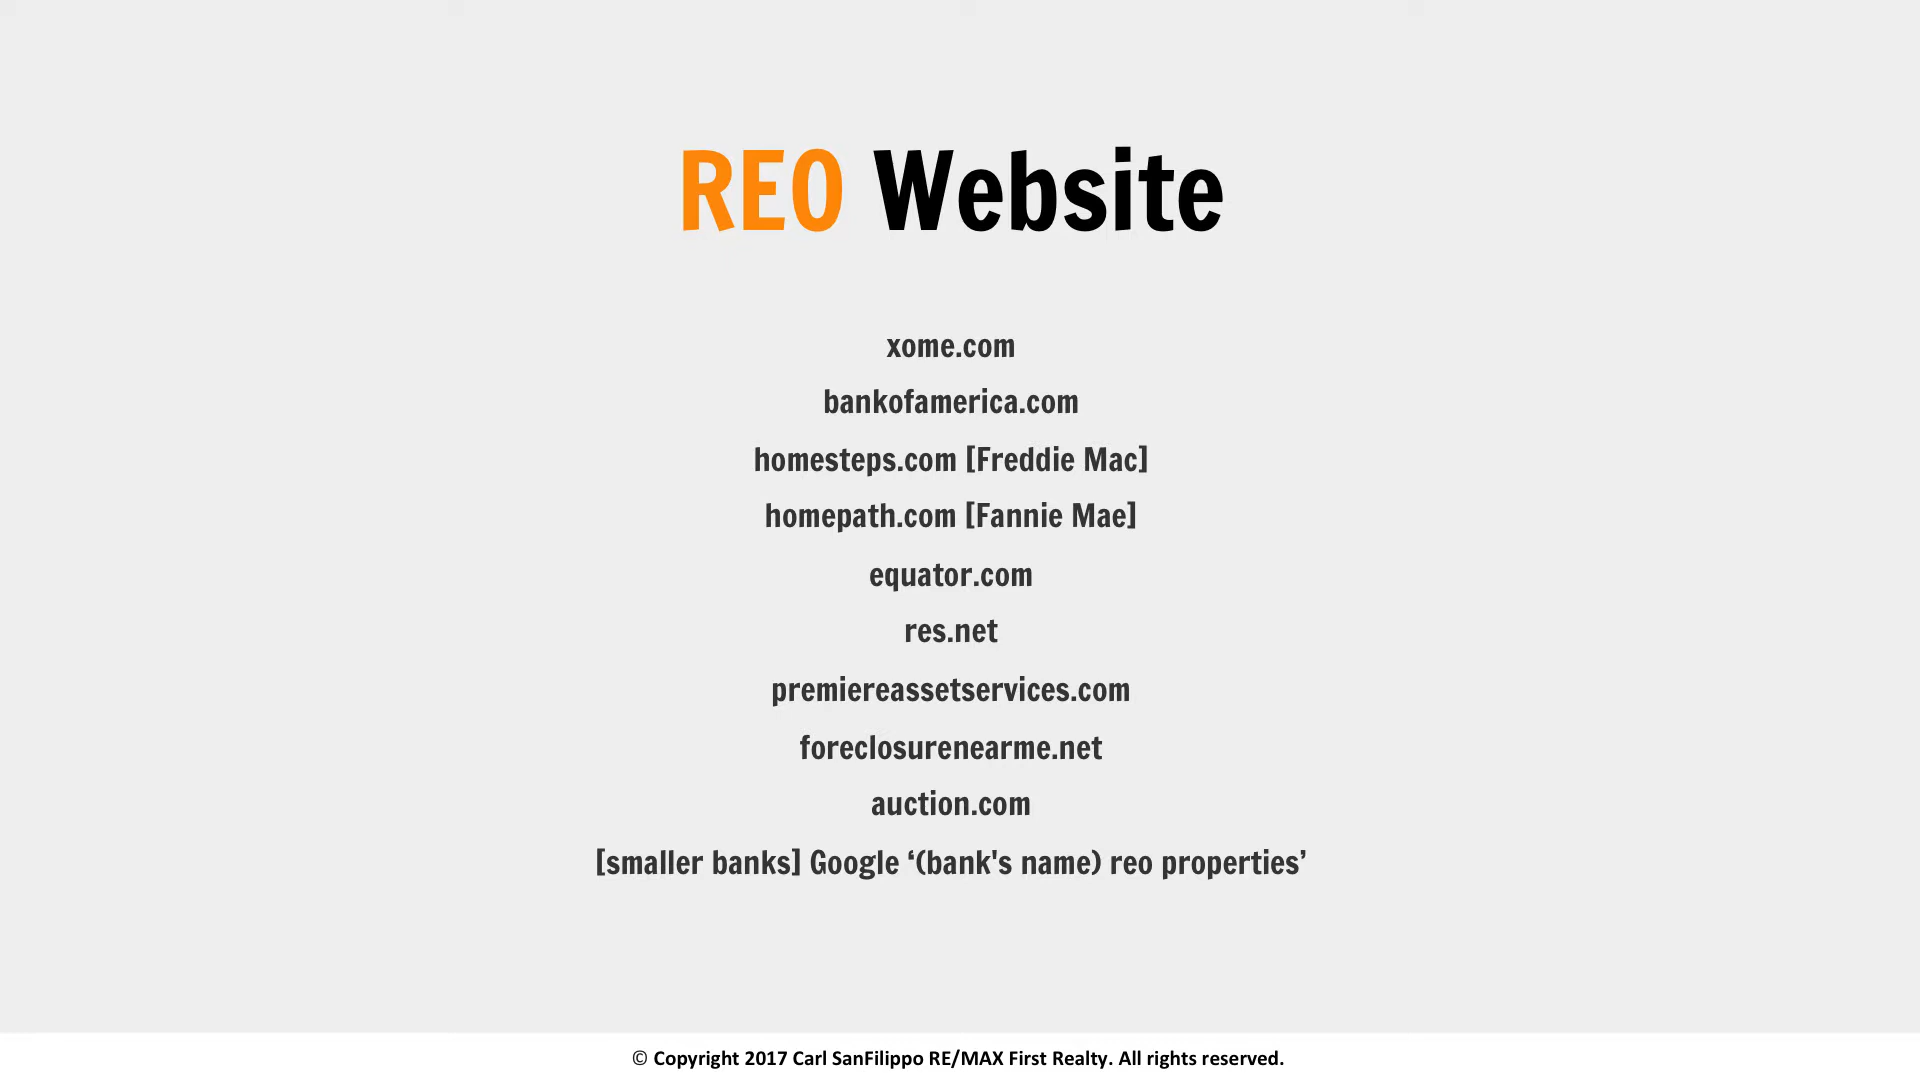 REO Website
xome.com
bankofamerica.com
homesteps.com [Freddie Mac]
homepath.com [Fannie Mae]
equator.com
res.net
premiereassetservices.com
foreclosurenearme.net
auction.com
[smaller banks] Google ‘(bank's name) reo properties’
© Copyright 2017 Carl SanFilippo RE/MAX First Realty. All rights reserved.